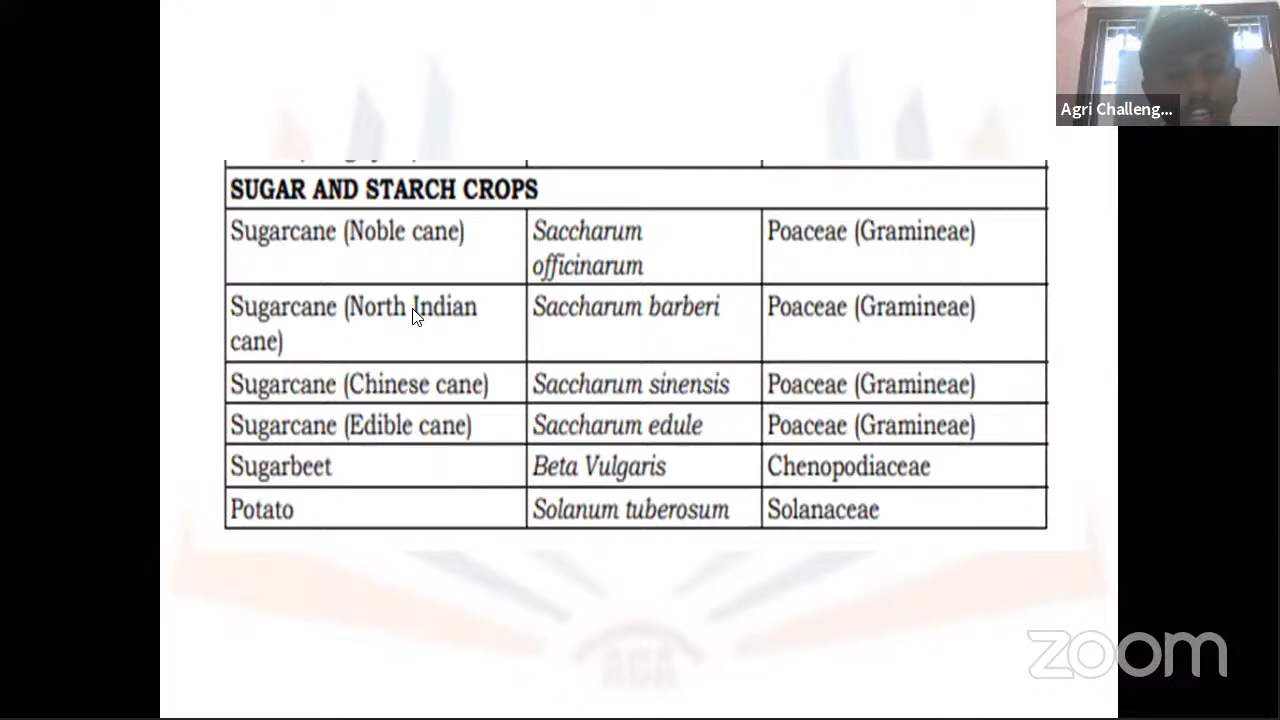 Agri Challeng...
SUGAR AND STARCH CROPS
Sugarcane (Noble cane) Saccharum officinarum Poaceae (Gramineae)
Sugarcane (North Indian cane) Saccharum barberi Poaceae (Gramineae)
Sugarcane (Chinese cane) Saccharum sinensis Poaceae (Gramineae)
Sugarcane (Edible cane) Saccharum edule Poaceae (Gramineae)
Sugarbeet Beta Vulgaris Chenopodiaceae
Potato Solanum tuberosum Solanaceae
ACA
zoom